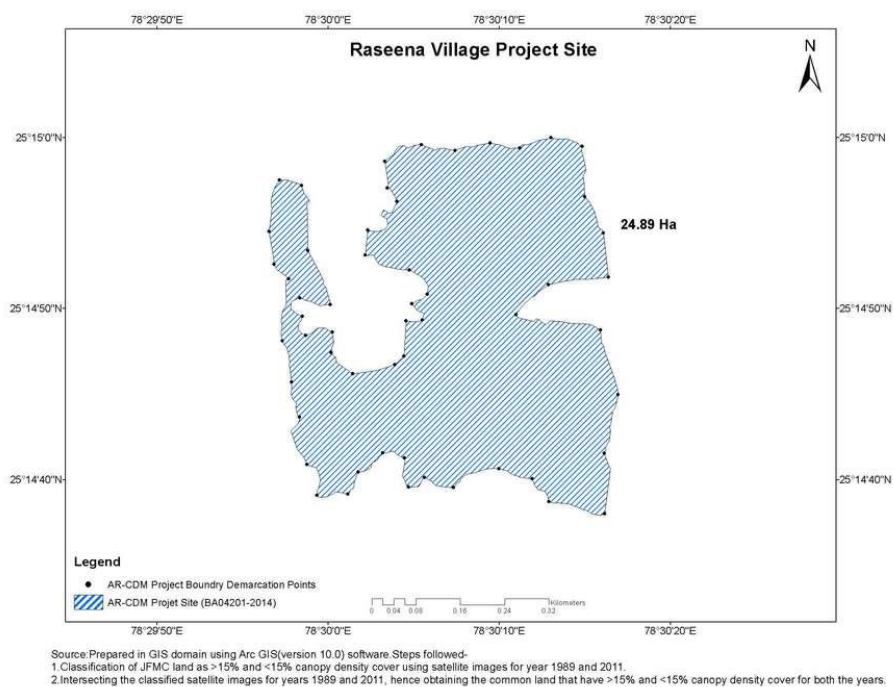 78°29'50"E 78°30'0"E 78°30'10"E 78°30'20"E
Raseena Village Project Site
N
25°15'0"N 25°15'0"N
24.89 Ha
25°14'50"N 25°14'50"N
25°14'40"N 25°14'40"N
Legend
AR-CDM Project Boundry Demarcation Points
AR-CDM Projet Site (BA04201-2014)
Kilometers
0 0.04 0.08 0.16 0.24 0.32
78°29'50"E 78°30'0"E 78°30'10"E 78°30'20"E
Source:Prepared in GIS domain using Arc GIS(version 10.0) software.Steps followed-
1.Classification of JFMC land as >15% and <15% canopy density cover using satellite images for year 1989 and 2011.
2.Intersecting the classified satellite images for years 1989 and 2011, hence obtaining the common land that have >15% and <15% canopy density cover for both the years.